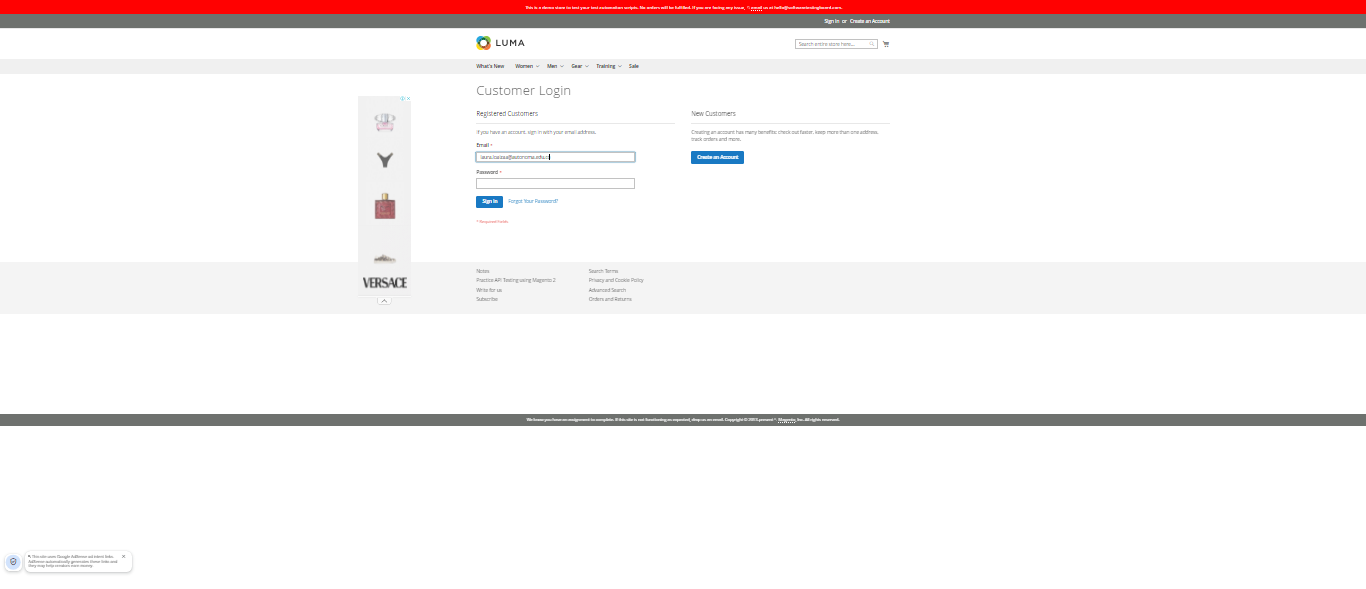 This is a demo store to test your test automation scripts. No orders will be fulfilled. If you are facing any issue, email us at hello@softwaretestingboard.com.
Sign In or Create an Account
LUMA
Search entire store here...
What's New Women Men Gear Training Sale
Customer Login
Registered Customers
If you have an account, sign in with your email address.
Email *
Password *
Sign In Forgot Your Password?
* Required Fields
New Customers
Creating an account has many benefits: check out faster, keep more than one address,
track orders and more.
Create an Account
VERSACE
Notes
Practice API Testing using Magento 2
Write for us
Subscribe
Search Terms
Privacy and Cookie Policy
Advanced Search
Orders and Returns
We know you have an assignment to complete. If this site is not functioning as expected, drop us an email. Copyright © 2013-present Magento, Inc. All rights reserved.
This site uses Google AdSense ad intent links.
AdSense automatically generates these links and
they may help creators earn money.